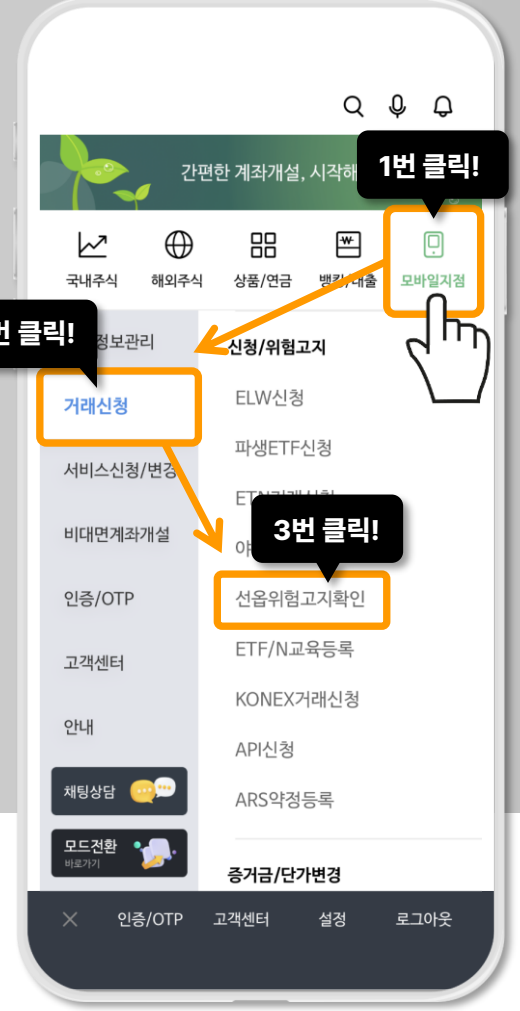 간편한 계좌개설, 시작해
1번 클릭!
국내주식 해외주식 상품/연금 뱅킹/대출 모바일지점
번 클릭!
정보관리
신청/위험고지
거래신청
ELW신청
파생ETF신청
서비스신청/변경
3번 클릭!
비대면계좌개설
인증/OTP
선옵위험고지확인
ETF/N교육등록
고객센터
KONEX거래신청
안내
API신청
채팅상담
ARS약정등록
모드전환
바로가기
증거금/단가변경
인증/OTP 고객센터 설정 로그아웃